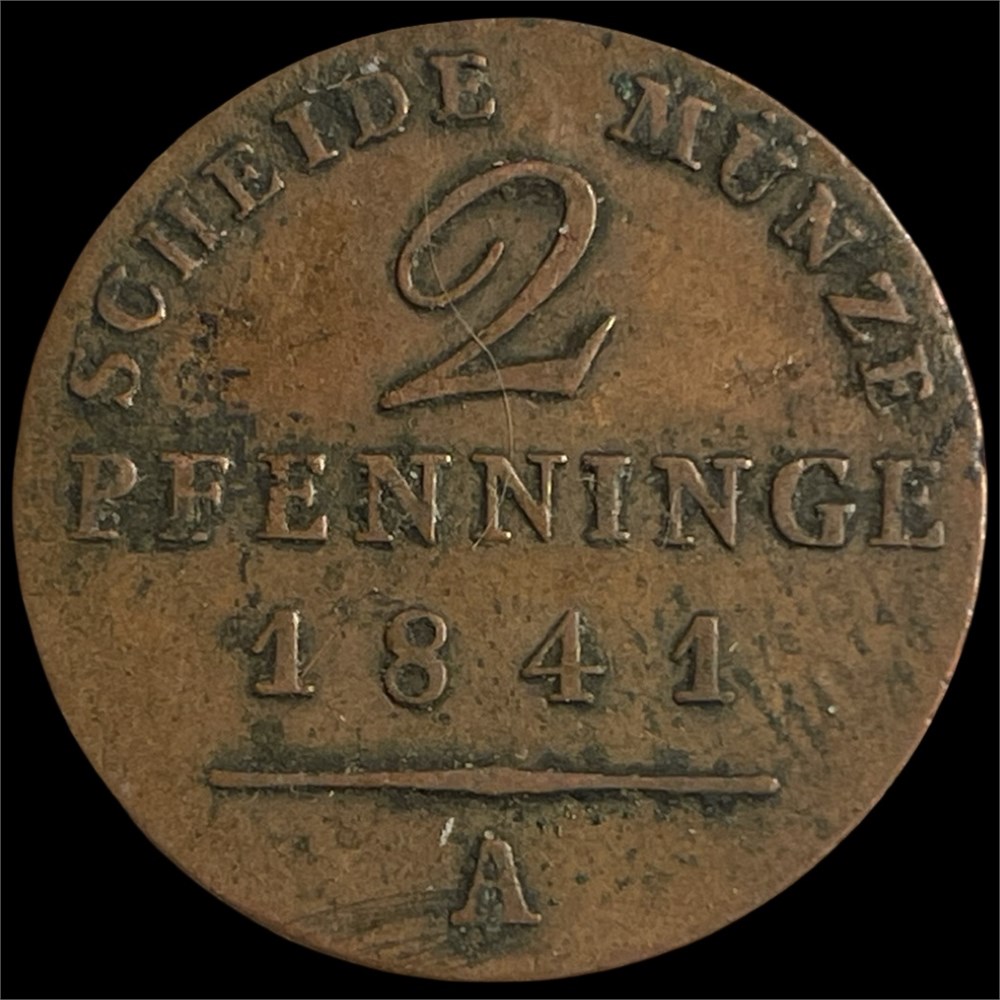 SCHEIDE MÜNZE
2
PFENNINGE
1841
A